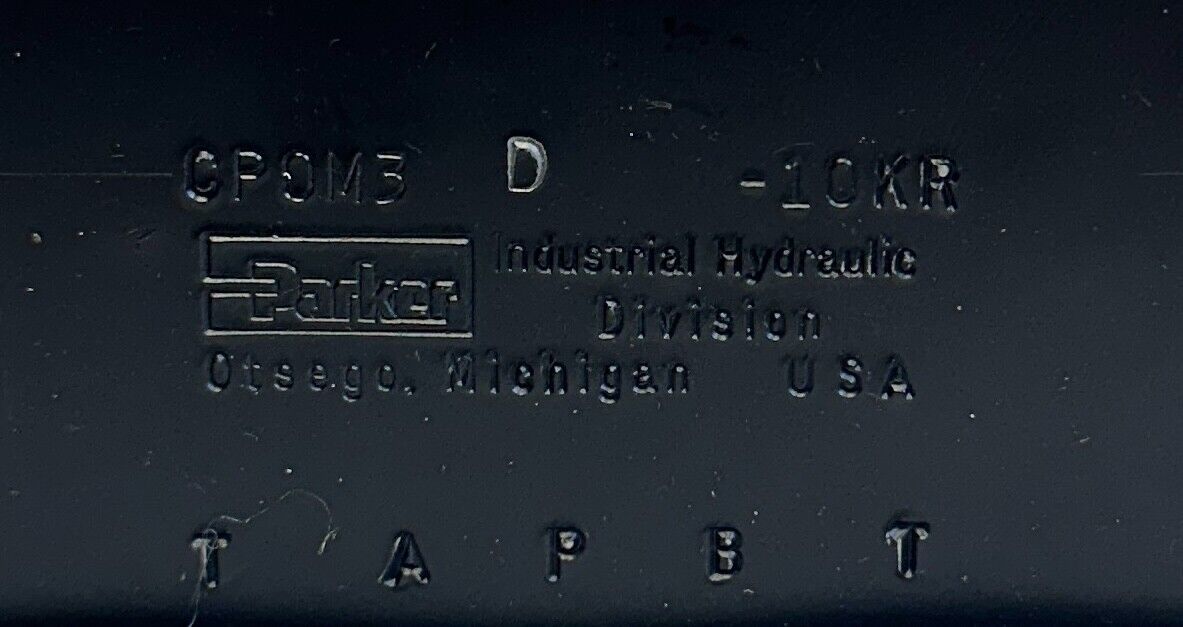 CPOM3 D -10KR
Parker Industrial Hydraulic
Division
Otsego, Michigan USA
T A P B T